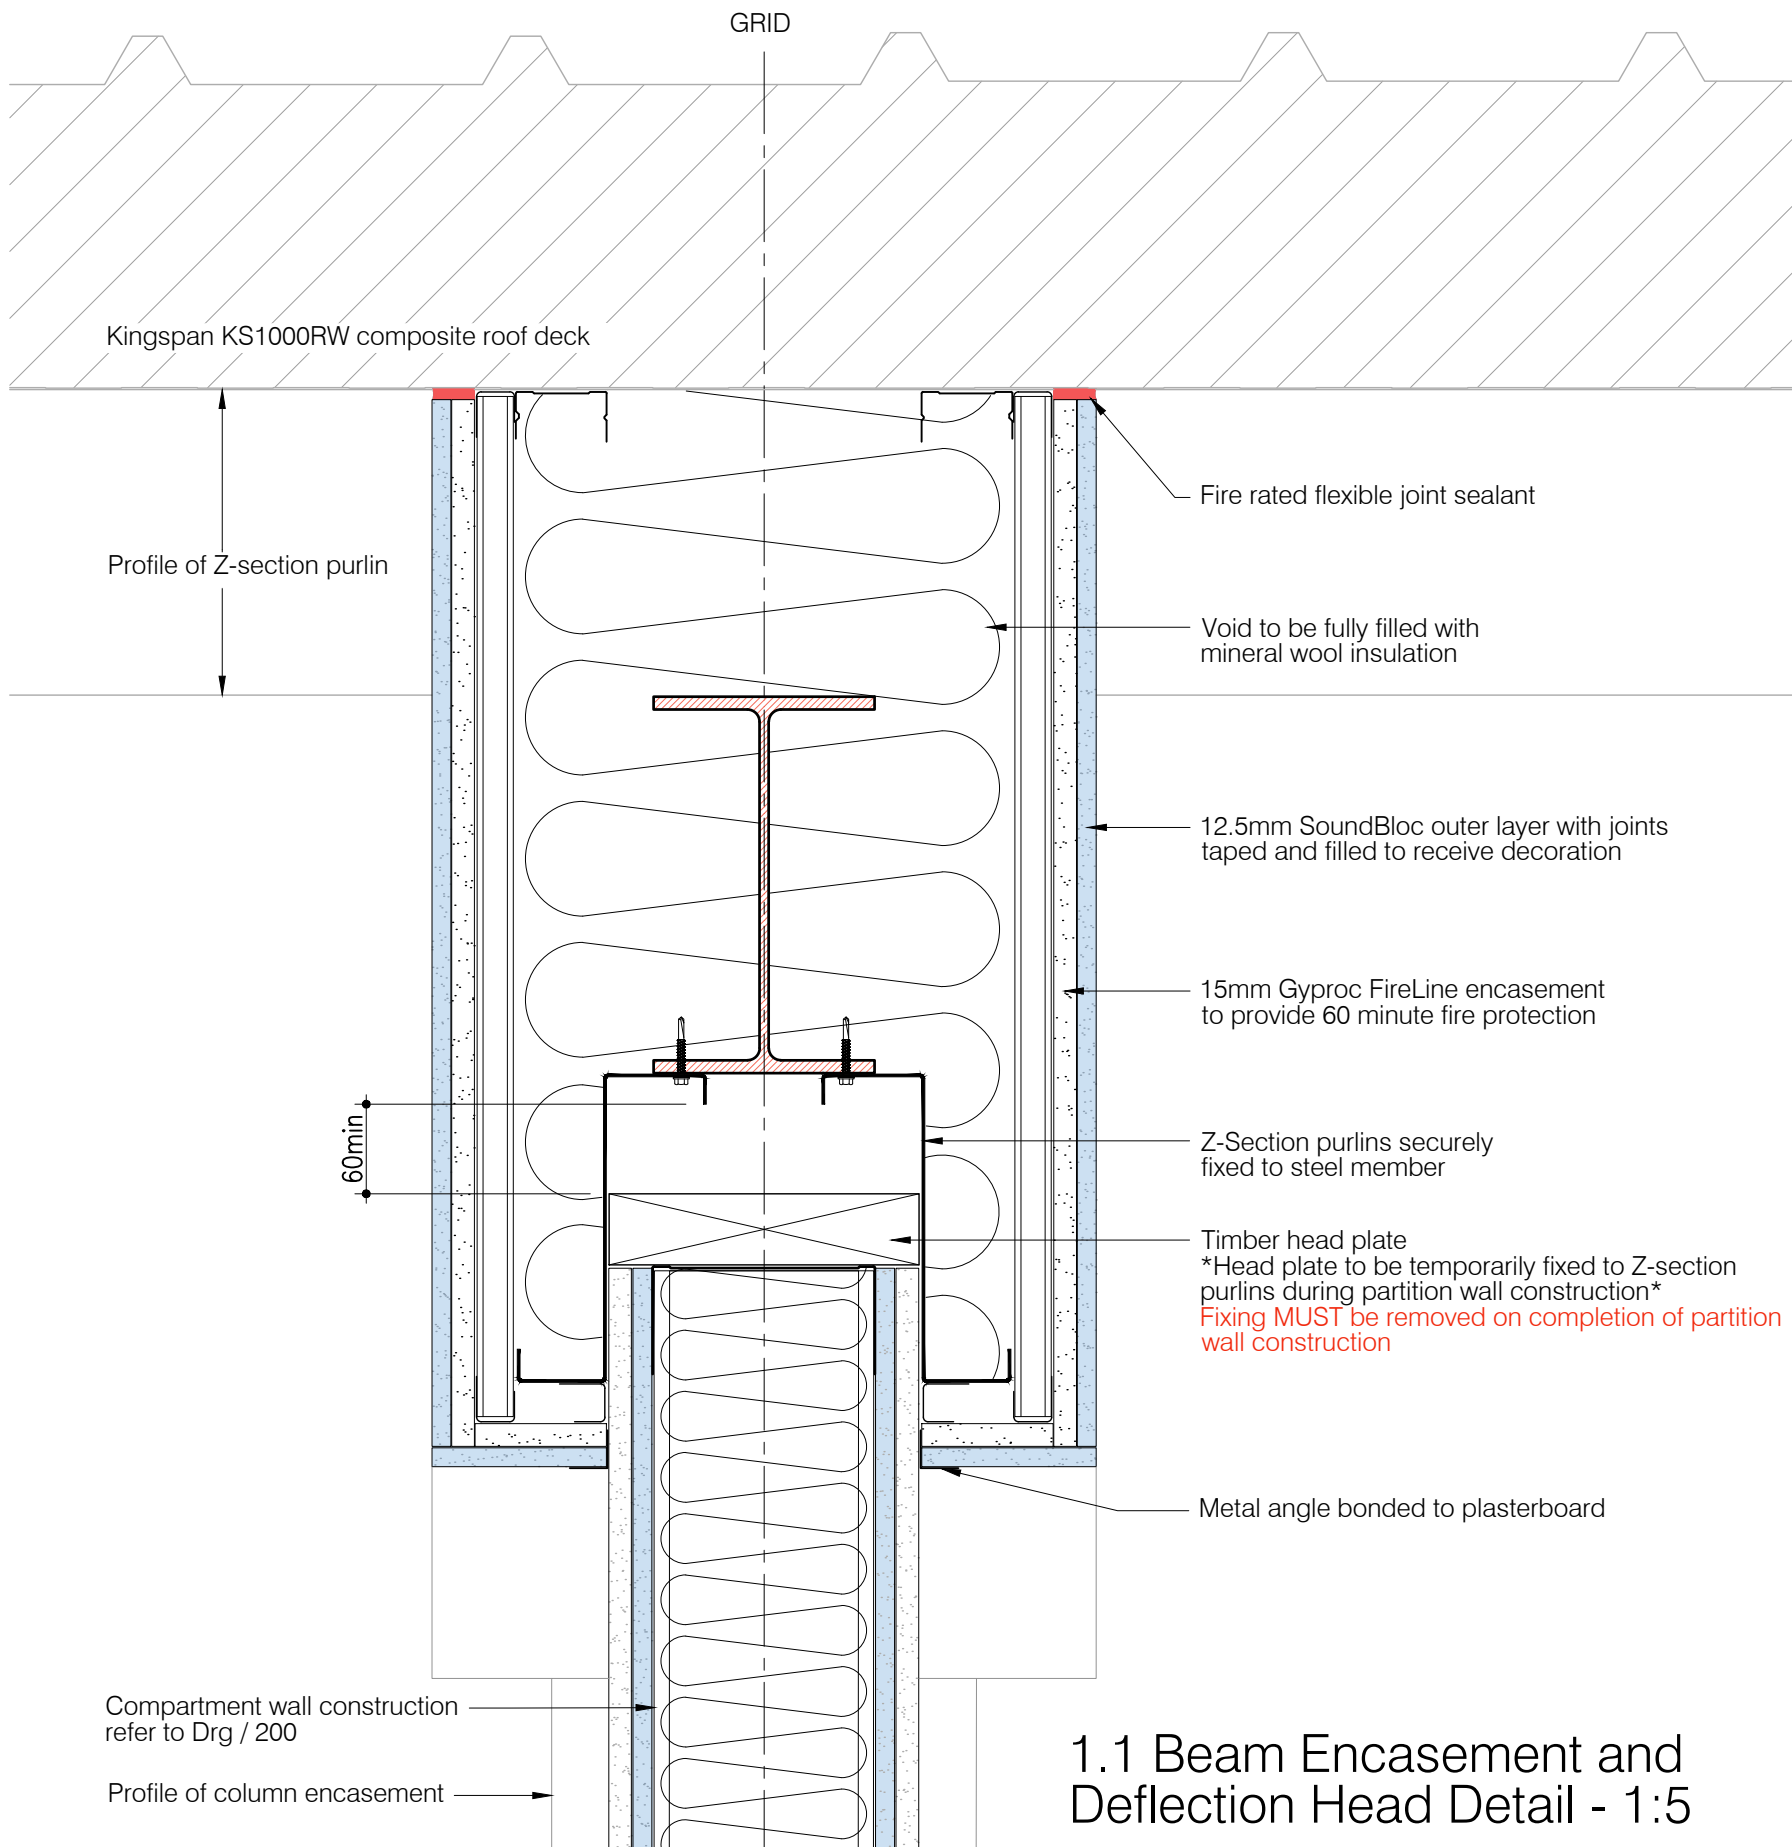 GRID
Kingspan KS1000RW composite roof deck
Fire rated flexible joint sealant
Profile of Z-section purlin
Void to be fully filled with
mineral wool insulation
12.5mm SoundBloc outer layer with joints
taped and filled to receive decoration
15mm Gyproc FireLine encasement
to provide 60 minute fire protection
60min
Z-Section purlins securely
fixed to steel member
Timber head plate
*Head plate to be temporarily fixed to Z-section
purlins during partition wall construction*
Fixing MUST be removed on completion of partition
wall construction
Metal angle bonded to plasterboard
Compartment wall construction
refer to Drg / 200
Profile of column encasement
1.1 Beam Encasement and
Deflection Head Detail - 1:5